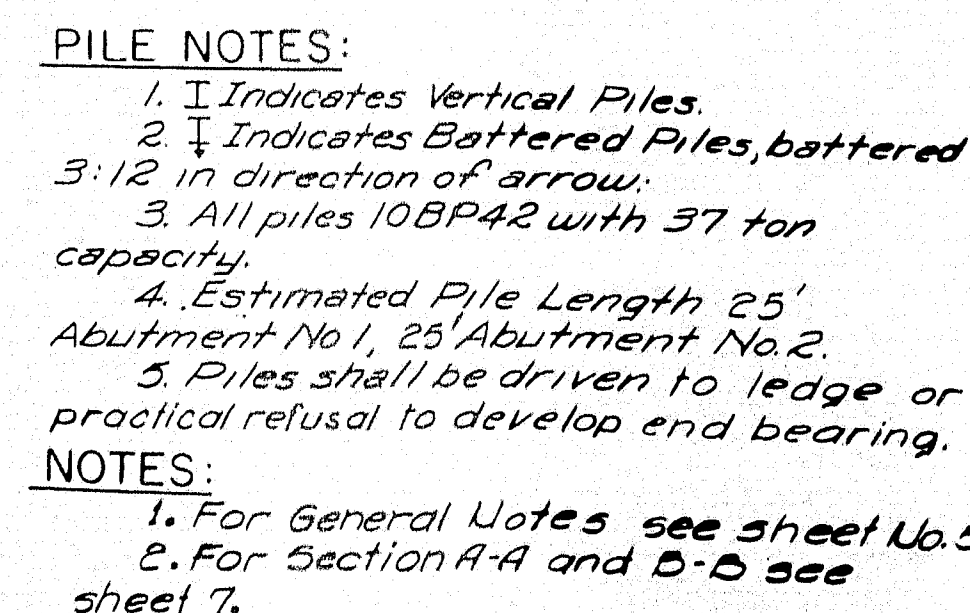 PILE NOTES:
1. I Indicates Vertical Piles.
2. Indicates Battered Piles, battered
3:12 in direction of arrow.
3. All piles 10BP42 with 37 ton
capacity.
4. Estimated Pile Length 25'
Abutment No 1, 25' Abutment No. 2.
5. Piles shall be driven to ledge or
practical refusal to develop end bearing.
NOTES:
1. For General Notes see sheet No. 5
2. For Section A-A and B-B see
sheet 7.